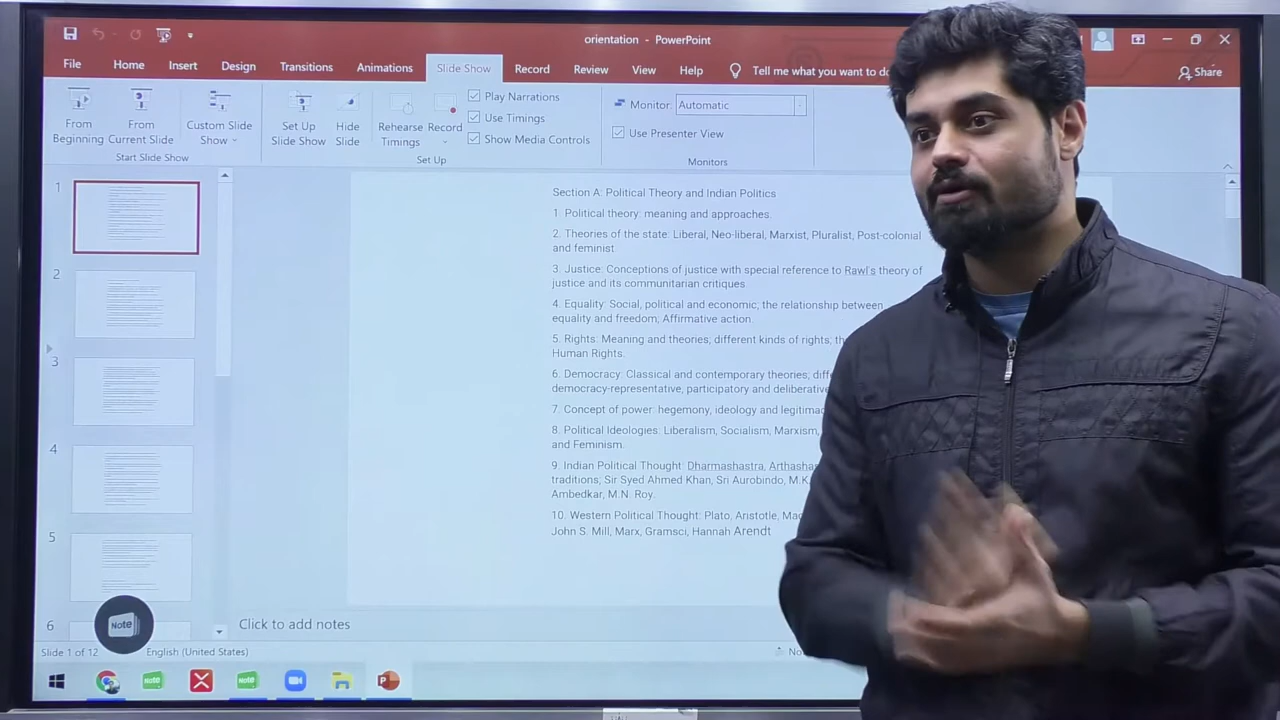 orientation - PowerPoint
File Home Insert Design Transitions Animations Slide Show Record Review View Help Tell me what you want to do Share
From Beginning
From Current Slide
Custom Slide Show
Start Slide Show
Set Up Slide Show
Hide Slide
Rehearse Timings
Record
Play Narrations
Use Timings
Show Media Controls
Set Up
Monitor: Automatic
Use Presenter View
Monitors
1
2
3
4
5
6
Section A: Political Theory and Indian Politics
1. Political theory: meaning and approaches.
2. Theories of the state: Liberal, Neo-liberal, Marxist, Pluralist, Post-colonial
and feminist
3. Justice: Conceptions of justice with special reference to Rawl's theory of
justice and its communitarian critiques.
4. Equality: Social, political and economic; the relationship between
equality and freedom; Affirmative action.
5. Rights: Meaning and theories; different kinds of rights;
Human Rights.
6. Democracy: Classical and contemporary theories;
democracy-representative, participatory and deliberative
7. Concept of power: hegemony, ideology and
8. Political Ideologies: Liberalism, Socialism, Marxism,
and Feminism.
9. Indian Political Thought: Dharmashastra,
traditions; Sir Syed Ahmed Khan, Sri Aurobindo, M.K.
Ambedkar, M.N. Roy.
10. Western Political Thought: Plato, Aristotle,
John S. Mill, Marx, Gramsci, Hannah Arendt
Click to add notes
Note
Slide 1 of 12 English (United States)
Note
Note